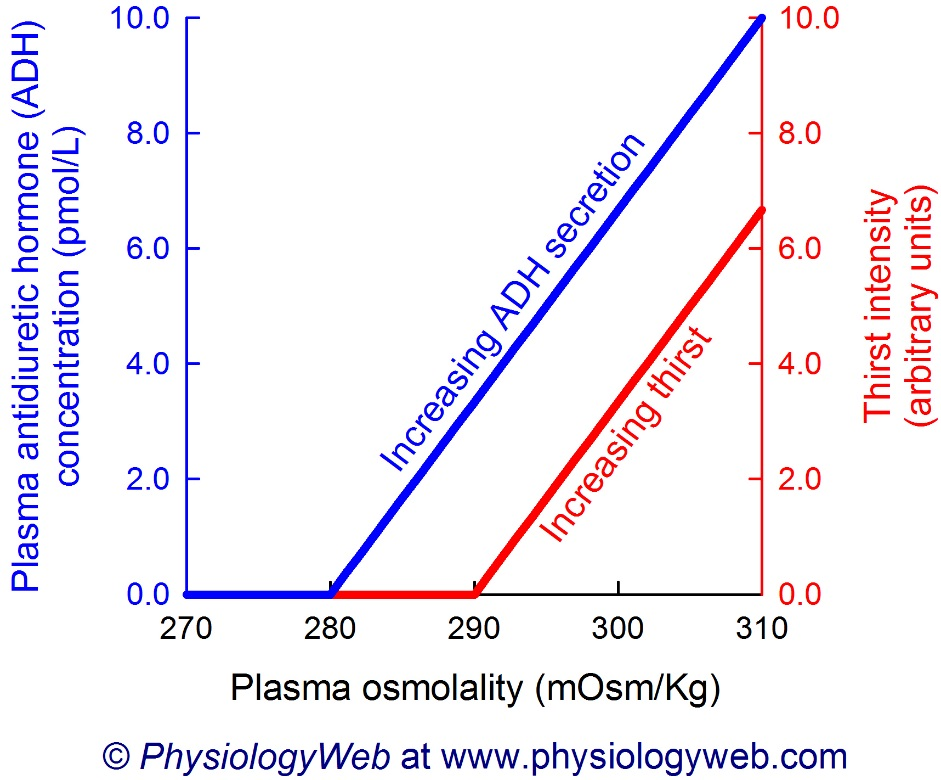 Plasma antidiuretic hormone (ADH)
concentration (pmol/L)
10.0
8.0
6.0
4.0
2.0
0.0
Increasing ADH secretion
Increasing thirst
10.0
8.0
6.0
4.0
2.0
0.0
Thirst intensity
(arbitrary units)
270 280 290 300 310
Plasma osmolality (mOsm/Kg)
© PhysiologyWeb at www.physiologyweb.com